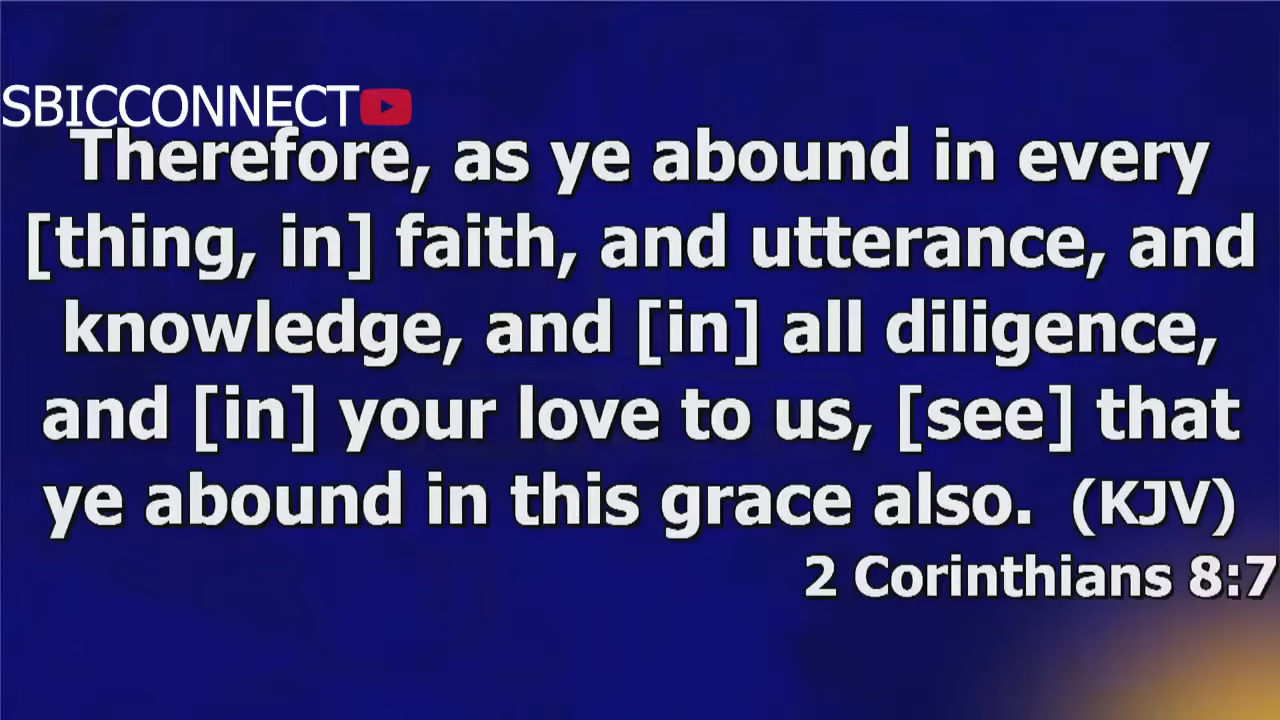 SBICCONNECT
Therefore, as ye abound in every
[thing, in] faith, and utterance, and
knowledge, and [in] all diligence,
and [in] your love to us, [see] that
ye abound in this grace also.  (KJV)
2 Corinthians 8:7